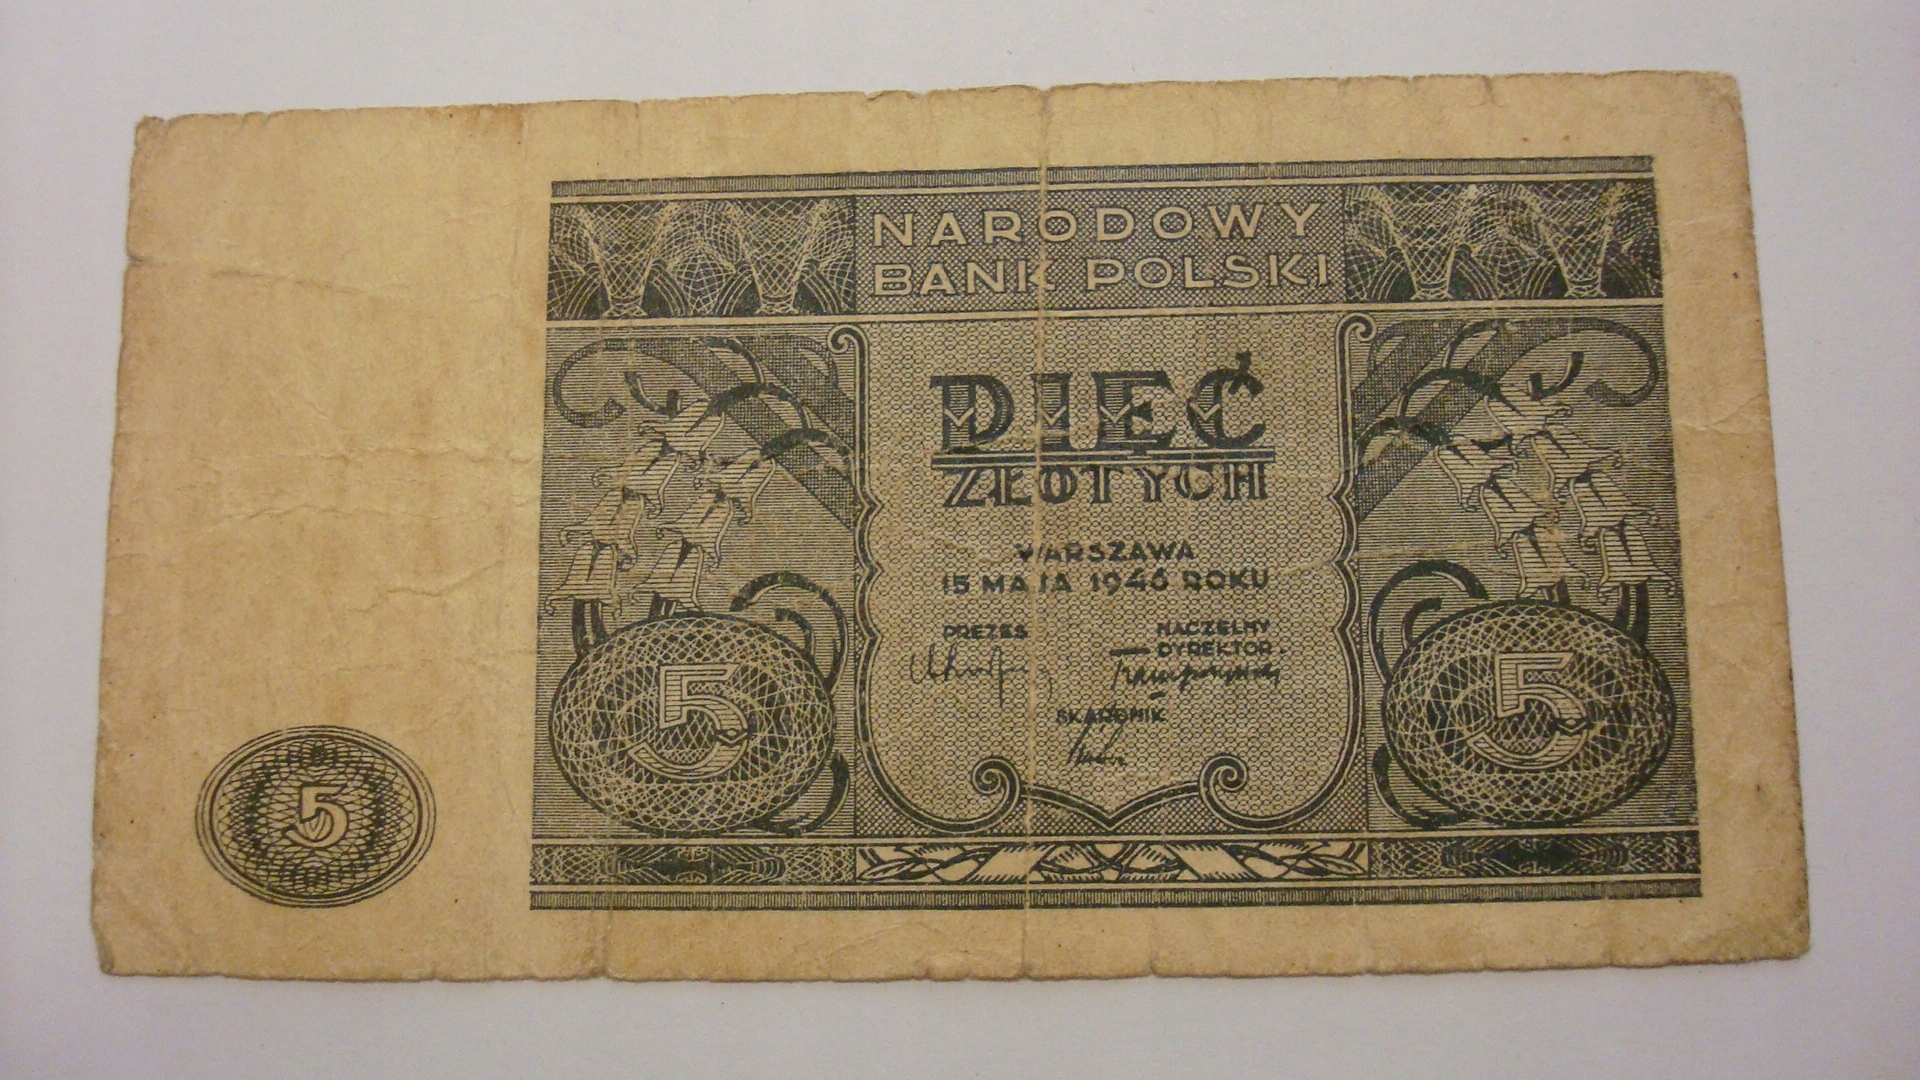 NARODOWY
BANK POLSKI
PIĘĆ
ZŁOTYCH
WARSZAWA
15 MAJA 1946 ROKU
PREZES
NACZELNY
DYREKTOR
SKARBNIK
5
5
5